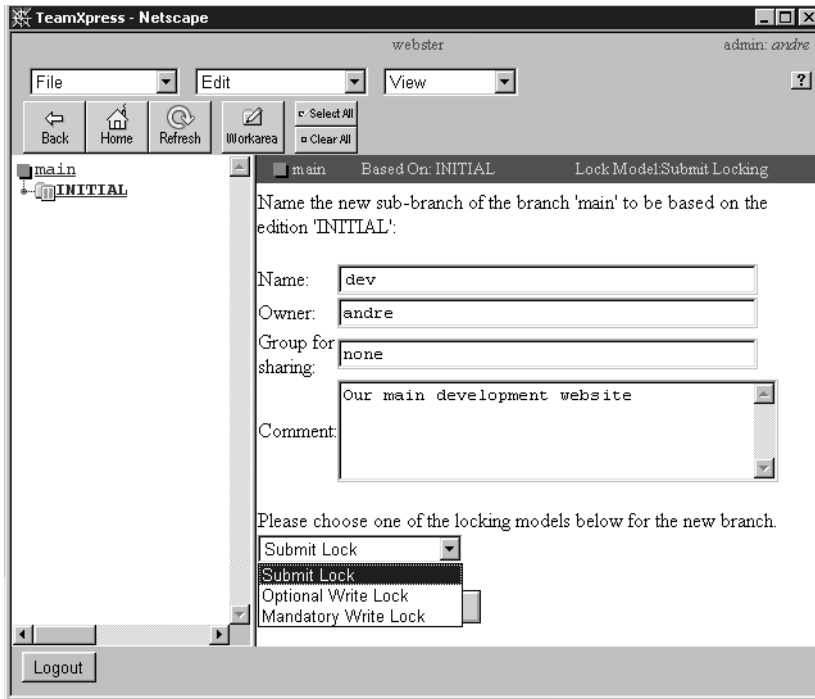 TeamXpress - Netscape
webster
admin: andre
File
Edit
View
?
Back
Home
Refresh
Workarea
Select All
Clear All
main
INITIAL
main Based On: INITIAL Lock Model:Submit Locking
Name the new sub-branch of the branch 'main' to be based on the
edition 'INITIAL':
Name: dev
Owner: andre
Group for
sharing: none
Comment: Our main development website
Please choose one of the locking models below for the new branch.
Submit Lock
Submit Lock
Optional Write Lock
Mandatory Write Lock
Logout